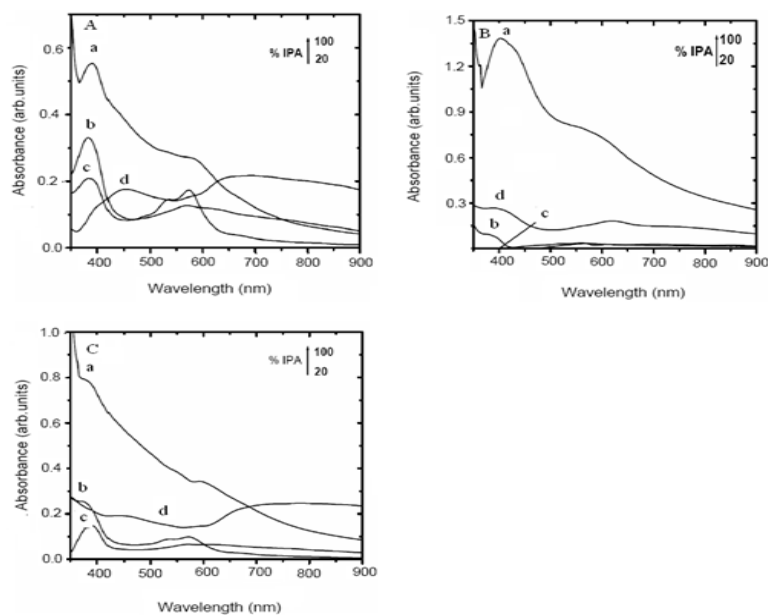 A
a
b
c
d
% IPA
100
20
0.6
0.4
0.2
0.0
400 500 600 700 800 900
Absorbance (arb.units)
Wavelength (nm)
B
a
d
b
c
% IPA
100
20
1.5
1.2
0.9
0.6
0.3
400 500 600 700 800 900
Absorbance (arb.units)
Wavelength (nm)
C
a
b
c
d
% IPA
100
20
1.0
0.8
0.6
0.4
0.2
0.0
400 500 600 700 800 900
Absorbance (arb.units)
Wavelength (nm)